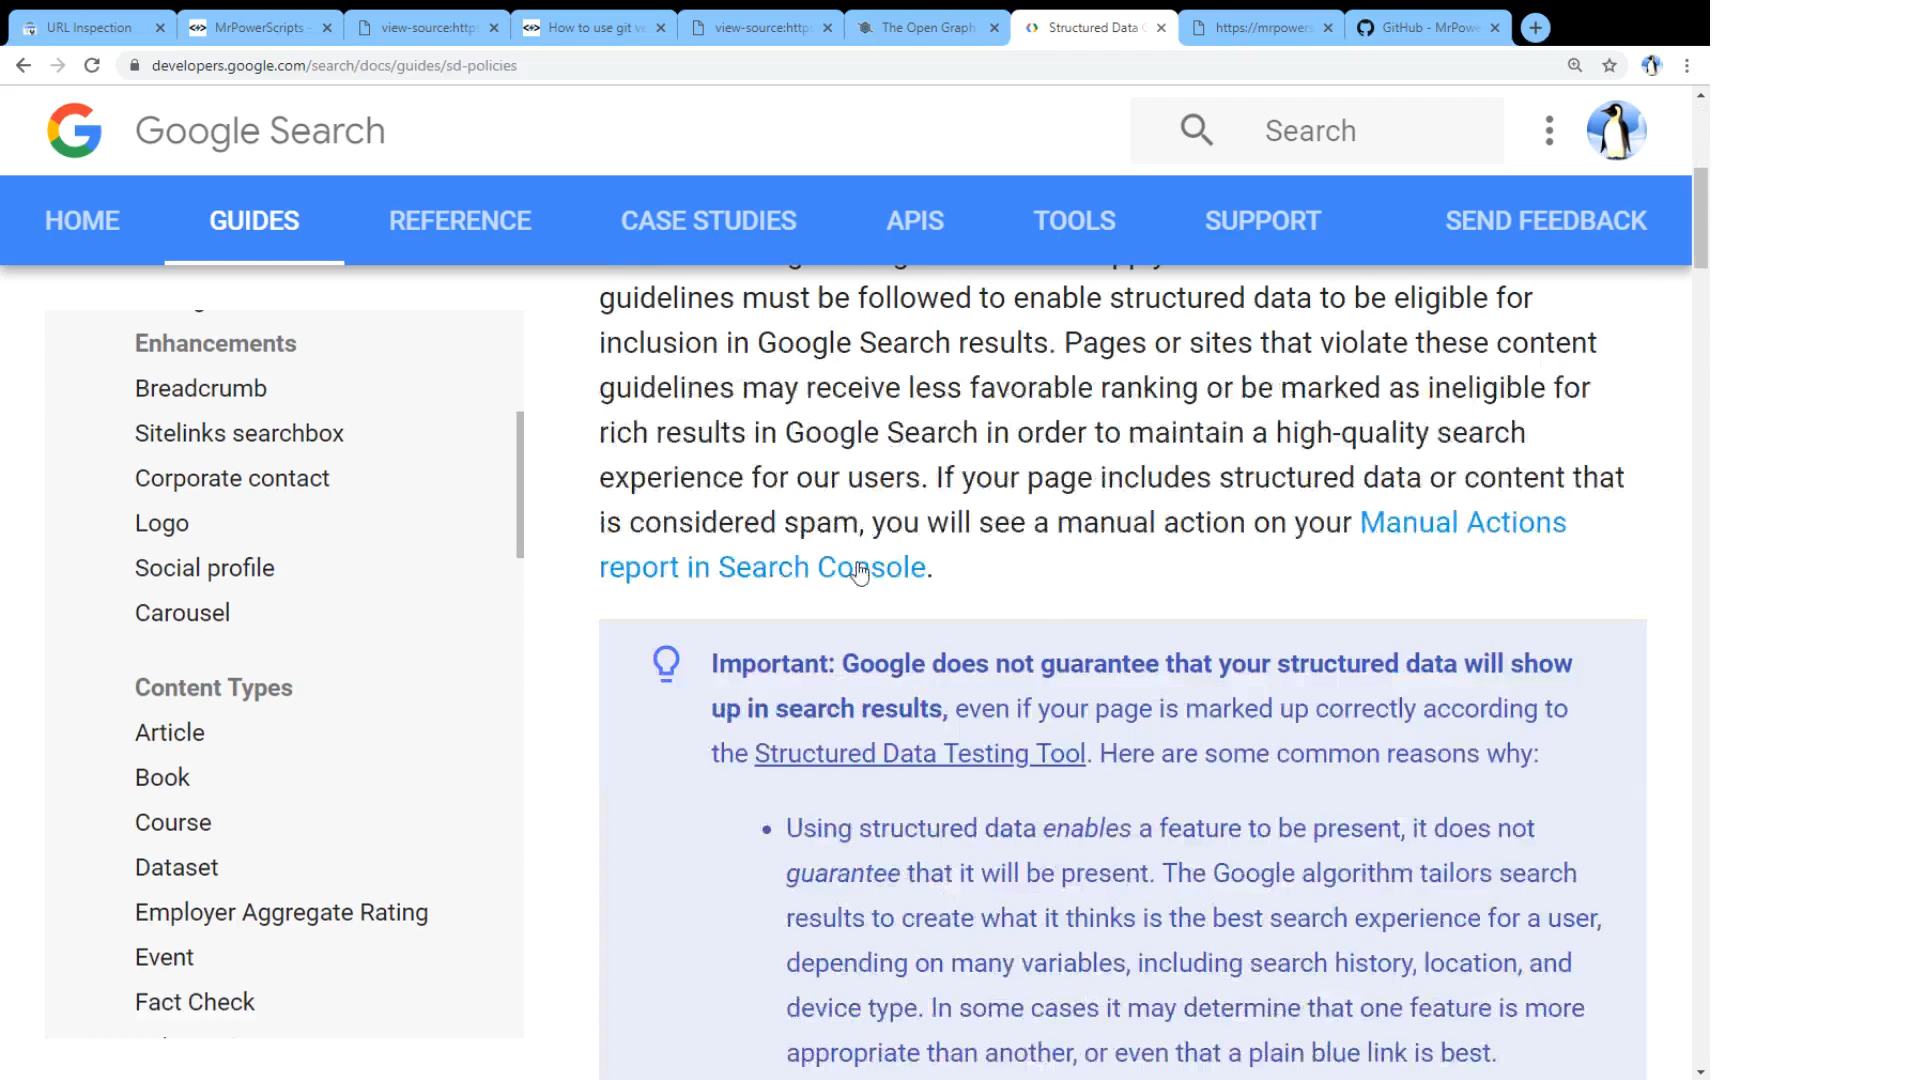 URL Inspection
MrPowerScripts -
view-source:http
How to use git ve
view-source:http
The Open Graph
Structured Data G
https://mrpowers
GitHub - MrPowe
developers.google.com/search/docs/guides/sd-policies
Google Search
Search
HOME
GUIDES
REFERENCE
CASE STUDIES
APIS
TOOLS
SUPPORT
SEND FEEDBACK
Enhancements
Breadcrumb
Sitelinks searchbox
Corporate contact
Logo
Social profile
Carousel
Content Types
Article
Book
Course
Dataset
Employer Aggregate Rating
Event
Fact Check
guidelines must be followed to enable structured data to be eligible for
inclusion in Google Search results. Pages or sites that violate these content
guidelines may receive less favorable ranking or be marked as ineligible for
rich results in Google Search in order to maintain a high-quality search
experience for our users. If your page includes structured data or content that
is considered spam, you will see a manual action on your Manual Actions
report in Search Console.
Important: Google does not guarantee that your structured data will show
up in search results, even if your page is marked up correctly according to
the Structured Data Testing Tool. Here are some common reasons why:
• Using structured data enables a feature to be present, it does not
guarantee that it will be present. The Google algorithm tailors search
results to create what it thinks is the best search experience for a user,
depending on many variables, including search history, location, and
device type. In some cases it may determine that one feature is more
appropriate than another, or even that a plain blue link is best.